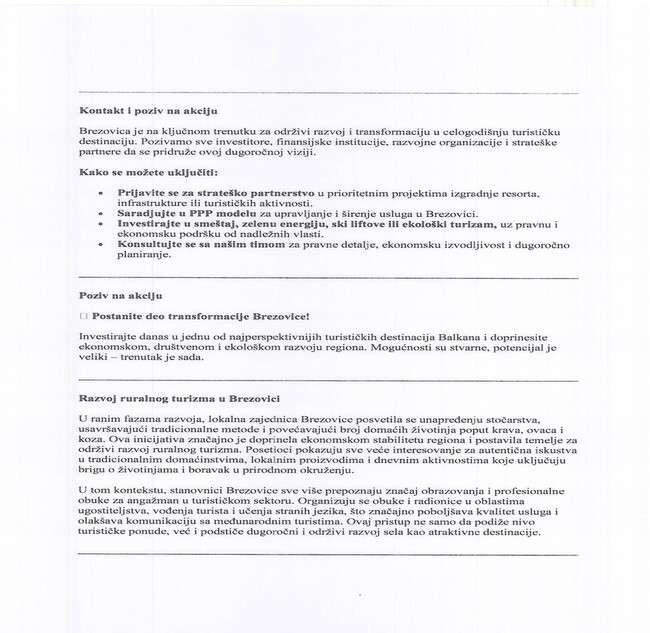 Kontakt i poziv na akciju
Brezovica je na ključnom trenutku za održivi razvoj i transformaciju u celogodišnju turističku
destinaciju. Pozivamo sve investitore, finansijske institucije, razvojne organizacije i strateške
partnere da se pridruže ovoj dugoročnoj viziji.
Kako se možete uključiti:
• Prijavite se za strateško partnerstvo u prioritetnim projektima izgradnje resorta,
infrastrukture ili turističkih aktivnosti.
• Saradjujte u PPP modelu za upravljanje i širenje usluga u Brezovici.
• Investirajte u smeštaj, zelenu energiju, ski liftove ili ekološki turizam, uz pravnu i
ekonomsku podršku od nadležnih vlasti.
• Konsultujte se sa našim timom za pravne detalje, ekonomsku izvodljivost i dugoročno
planiranje.
Poziv na akciju
□ Postanite deo transformacije Brezovice!
Investirajte danas u jednu od najperspektivnijih turističkih destinacija Balkana i doprinesite
ekonomskom, društvenom i ekološkom razvoju regiona. Mogućnosti su stvarne, potencijal je
veliki – trenutak je sada.
Razvoj ruralnog turizma u Brezovici
U ranim fazama razvoja, lokalna zajednica Brezovice posvetila se unapređenju stočarstva,
usavršavajući tradicionalne metode i povećavajući broj domaćih životinja poput krava, ovaca i
koza. Ova inicijativa značajno je doprinela ekonomskom stabilitetu regiona i postavila temelje za
održivi razvoj ruralnog turizma. Posetioci pokazuju sve veće interesovanje za autentična iskustva
u tradicionalnim domaćinstvima, lokalnim proizvodima i dnevnim aktivnostima koje uključuju
brigu o životinjama i boravak u prirodnom okruženju.
U tom kontekstu, stanovnici Brezovice sve više prepoznaju značaj obrazovanja i profesionalne
obuke za angažman u turističkom sektoru. Organizuju se obuke i radionice u oblastima
ugostiteljstva, vođenja turista i učenja stranih jezika, što značajno poboljšava kvalitet usluga i
olakšava komunikaciju sa međunarodnim turistima. Ovaj pristup ne samo da podiže nivo
turističke ponude, već i podstiče dugoročni i održivi razvoj sela kao atraktivne destinacije.